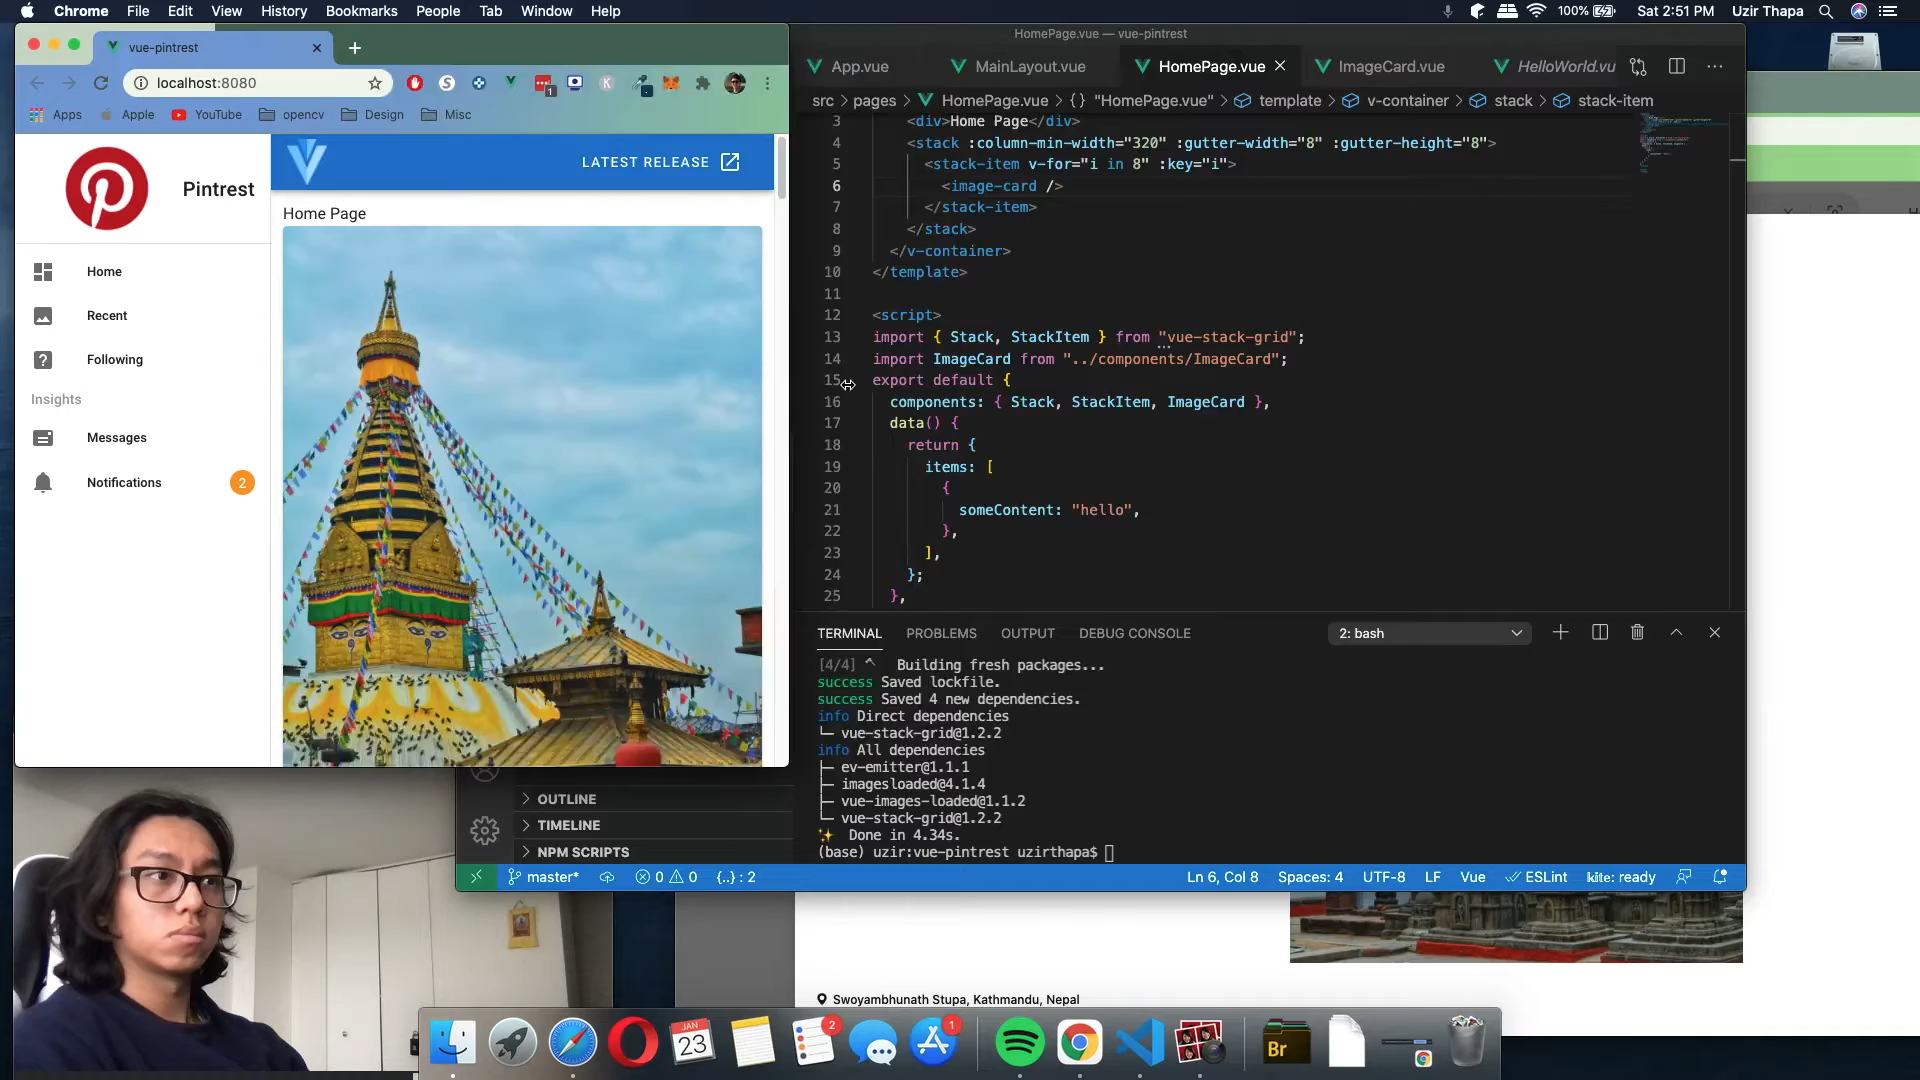 Chrome File Edit View History Bookmarks People Tab Window Help
100% Sat 2:51 PM Uzir Thapa
vue-pintrest
localhost:8080
1
Apps Apple YouTube opencv Design Misc
Pintrest
LATEST RELEASE
Home Page
Home
Recent
Following
Insights
Messages
Notifications 2
HomePage.vue — vue-pintrest
App.vue MainLayout.vue HomePage.vue ImageCard.vue HelloWorld.vu
src > pages > HomePage.vue > {} "HomePage.vue" > template > v-container > stack > stack-item
3 <div>Home Page</div>
4 <stack :column-min-width="320" :gutter-width="8" :gutter-height="8">
5 <stack-item v-for="i in 8" :key="i">
6 <image-card />
7 </stack-item>
8 </stack>
9 </v-container>
10 </template>
11
12 <script>
13 import { Stack, StackItem } from "vue-stack-grid";
14 import ImageCard from "../components/ImageCard";
15 export default {
16 components: { Stack, StackItem, ImageCard },
17 data() {
18 return {
19 items: [
20 {
21 someContent: "hello",
22 },
23 ],
24 };
25 },
TERMINAL PROBLEMS OUTPUT DEBUG CONSOLE 2: bash
[4/4] ^ Building fresh packages...
success Saved lockfile.
success Saved 4 new dependencies.
info Direct dependencies
└─ vue-stack-grid@1.2.2
info All dependencies
├─ ev-emitter@1.1.1
├─ imagesloaded@4.1.4
├─ vue-images-loaded@1.1.2
└─ vue-stack-grid@1.2.2
✨ Done in 4.34s.
(base) uzir:vue-pintrest uzirthapa$
OUTLINE
TIMELINE
NPM SCRIPTS
master* 0 0 {..} : 2 Ln 6, Col 8 Spaces: 4 UTF-8 LF Vue ESLint kite: ready
Swoyambhunath Stupa, Kathmandu, Nepal
JAN
23
2
1
Br